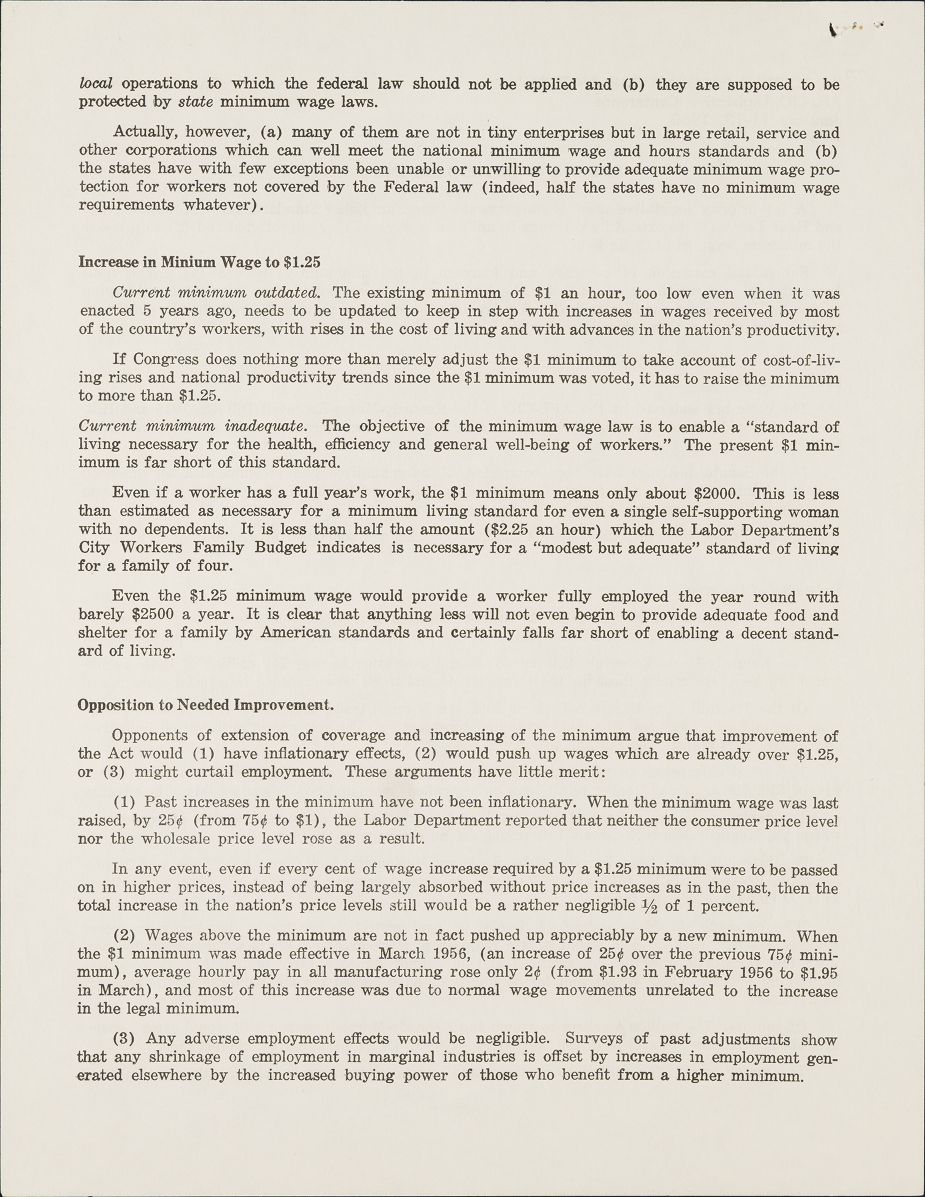 local operations to which the federal law should not be applied and (b) they are supposed to be
protected by state minimum wage laws.
Actually, however, (a) many of them are not in tiny enterprises but in large retail, service and
other corporations which can well meet the national minimum wage and hours standards and (b)
the states have with few exceptions been unable or unwilling to provide adequate minimum wage pro-
tection for workers not covered by the Federal law (indeed, half the states have no minimum wage
requirements whatever).
Increase in Minium Wage to $1.25
Current minimum outdated. The existing minimum of $1 an hour, too low even when it was
enacted 5 years ago, needs to be updated to keep in step with increases in wages received by most
of the country's workers, with rises in the cost of living and with advances in the nation's productivity.
If Congress does nothing more than merely adjust the $1 minimum to take account of cost-of-liv-
ing rises and national productivity trends since the $1 minimum was voted, it has to raise the minimum
to more than $1.25.
Current minimum inadequate. The objective of the minimum wage law is to enable a "standard of
living necessary for the health, efficiency and general well-being of workers." The present $1 min-
imum is far short of this standard.
Even if a worker has a full year's work, the $1 minimum means only about $2000. This is less
than estimated as necessary for a minimum living standard for even a single self-supporting woman
with no dependents. It is less than half the amount ($2.25 an hour) which the Labor Department's
City Workers Family Budget indicates is necessary for a "modest but adequate" standard of living
for a family of four.
Even the $1.25 minimum wage would provide a worker fully employed the year round with
barely $2500 a year. It is clear that anything less will not even begin to provide adequate food and
shelter for a family by American standards and certainly falls far short of enabling a decent stand-
ard of living.
Opposition to Needed Improvement.
Opponents of extension of coverage and increasing of the minimum argue that improvement of
the Act would (1) have inflationary effects, (2) would push up wages which are already over $1.25,
or (3) might curtail employment. These arguments have little merit:
(1) Past increases in the minimum have not been inflationary. When the minimum wage was last
raised, by 25¢ (from 75¢ to $1), the Labor Department reported that neither the consumer price level
nor the wholesale price level rose as a result.
In any event, even if every cent of wage increase required by a $1.25 minimum were to be passed
on in higher prices, instead of being largely absorbed without price increases as in the past, then the
total increase in the nation's price levels still would be a rather negligible ½ of 1 percent.
(2) Wages above the minimum are not in fact pushed up appreciably by a new minimum. When
the $1 minimum was made effective in March 1956, (an increase of 25¢ over the previous 75¢ mini-
mum), average hourly pay in all manufacturing rose only 2¢ (from $1.93 in February 1956 to $1.95
in March), and most of this increase was due to normal wage movements unrelated to the increase
in the legal minimum.
(3) Any adverse employment effects would be negligible. Surveys of past adjustments show
that any shrinkage of employment in marginal industries is offset by increases in employment gen-
erated elsewhere by the increased buying power of those who benefit from a higher minimum.